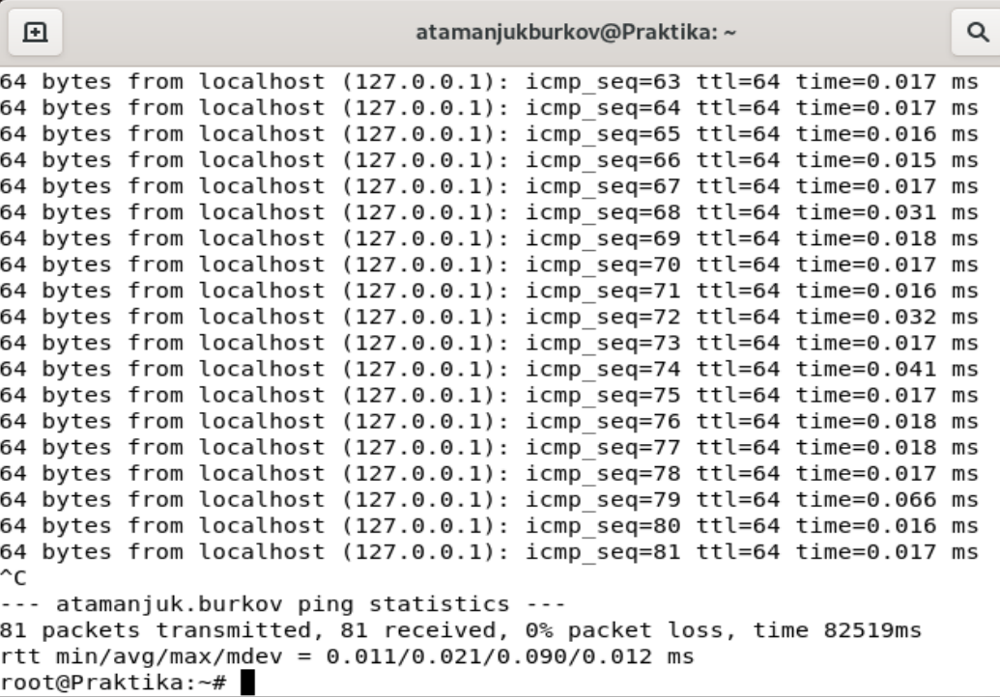 atamanjukburkov@Praktika: ~
64 bytes from localhost (127.0.0.1): icmp_seq=63 ttl=64 time=0.017 ms
64 bytes from localhost (127.0.0.1): icmp_seq=64 ttl=64 time=0.017 ms
64 bytes from localhost (127.0.0.1): icmp_seq=65 ttl=64 time=0.016 ms
64 bytes from localhost (127.0.0.1): icmp_seq=66 ttl=64 time=0.015 ms
64 bytes from localhost (127.0.0.1): icmp_seq=67 ttl=64 time=0.017 ms
64 bytes from localhost (127.0.0.1): icmp_seq=68 ttl=64 time=0.031 ms
64 bytes from localhost (127.0.0.1): icmp_seq=69 ttl=64 time=0.018 ms
64 bytes from localhost (127.0.0.1): icmp_seq=70 ttl=64 time=0.017 ms
64 bytes from localhost (127.0.0.1): icmp_seq=71 ttl=64 time=0.016 ms
64 bytes from localhost (127.0.0.1): icmp_seq=72 ttl=64 time=0.032 ms
64 bytes from localhost (127.0.0.1): icmp_seq=73 ttl=64 time=0.017 ms
64 bytes from localhost (127.0.0.1): icmp_seq=74 ttl=64 time=0.041 ms
64 bytes from localhost (127.0.0.1): icmp_seq=75 ttl=64 time=0.017 ms
64 bytes from localhost (127.0.0.1): icmp_seq=76 ttl=64 time=0.018 ms
64 bytes from localhost (127.0.0.1): icmp_seq=77 ttl=64 time=0.018 ms
64 bytes from localhost (127.0.0.1): icmp_seq=78 ttl=64 time=0.017 ms
64 bytes from localhost (127.0.0.1): icmp_seq=79 ttl=64 time=0.066 ms
64 bytes from localhost (127.0.0.1): icmp_seq=80 ttl=64 time=0.016 ms
64 bytes from localhost (127.0.0.1): icmp_seq=81 ttl=64 time=0.017 ms
^C
--- atamanjuk.burkov ping statistics ---
81 packets transmitted, 81 received, 0% packet loss, time 82519ms
rtt min/avg/max/mdev = 0.011/0.021/0.090/0.012 ms
root@Praktika:~#